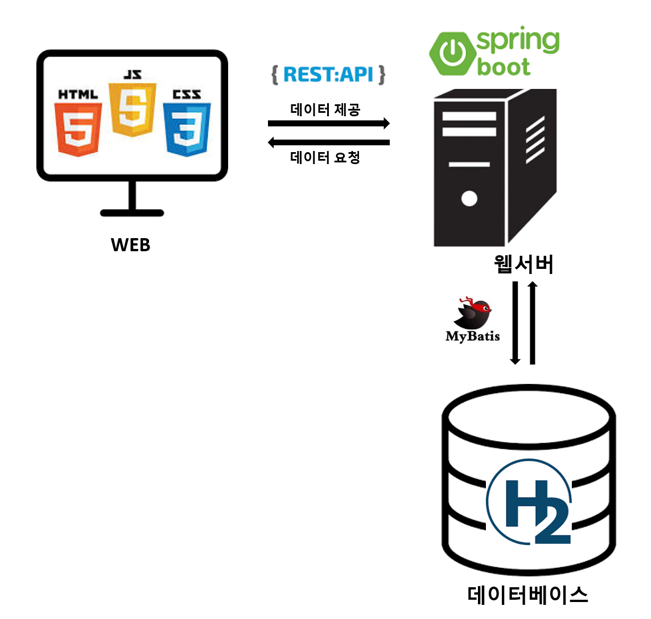 HTML
JS
CSS
5
5
3
{ REST:API }
spring
boot
데이터 제공
데이터 요청
WEB
웹서버
MyBatis
H2
데이터베이스